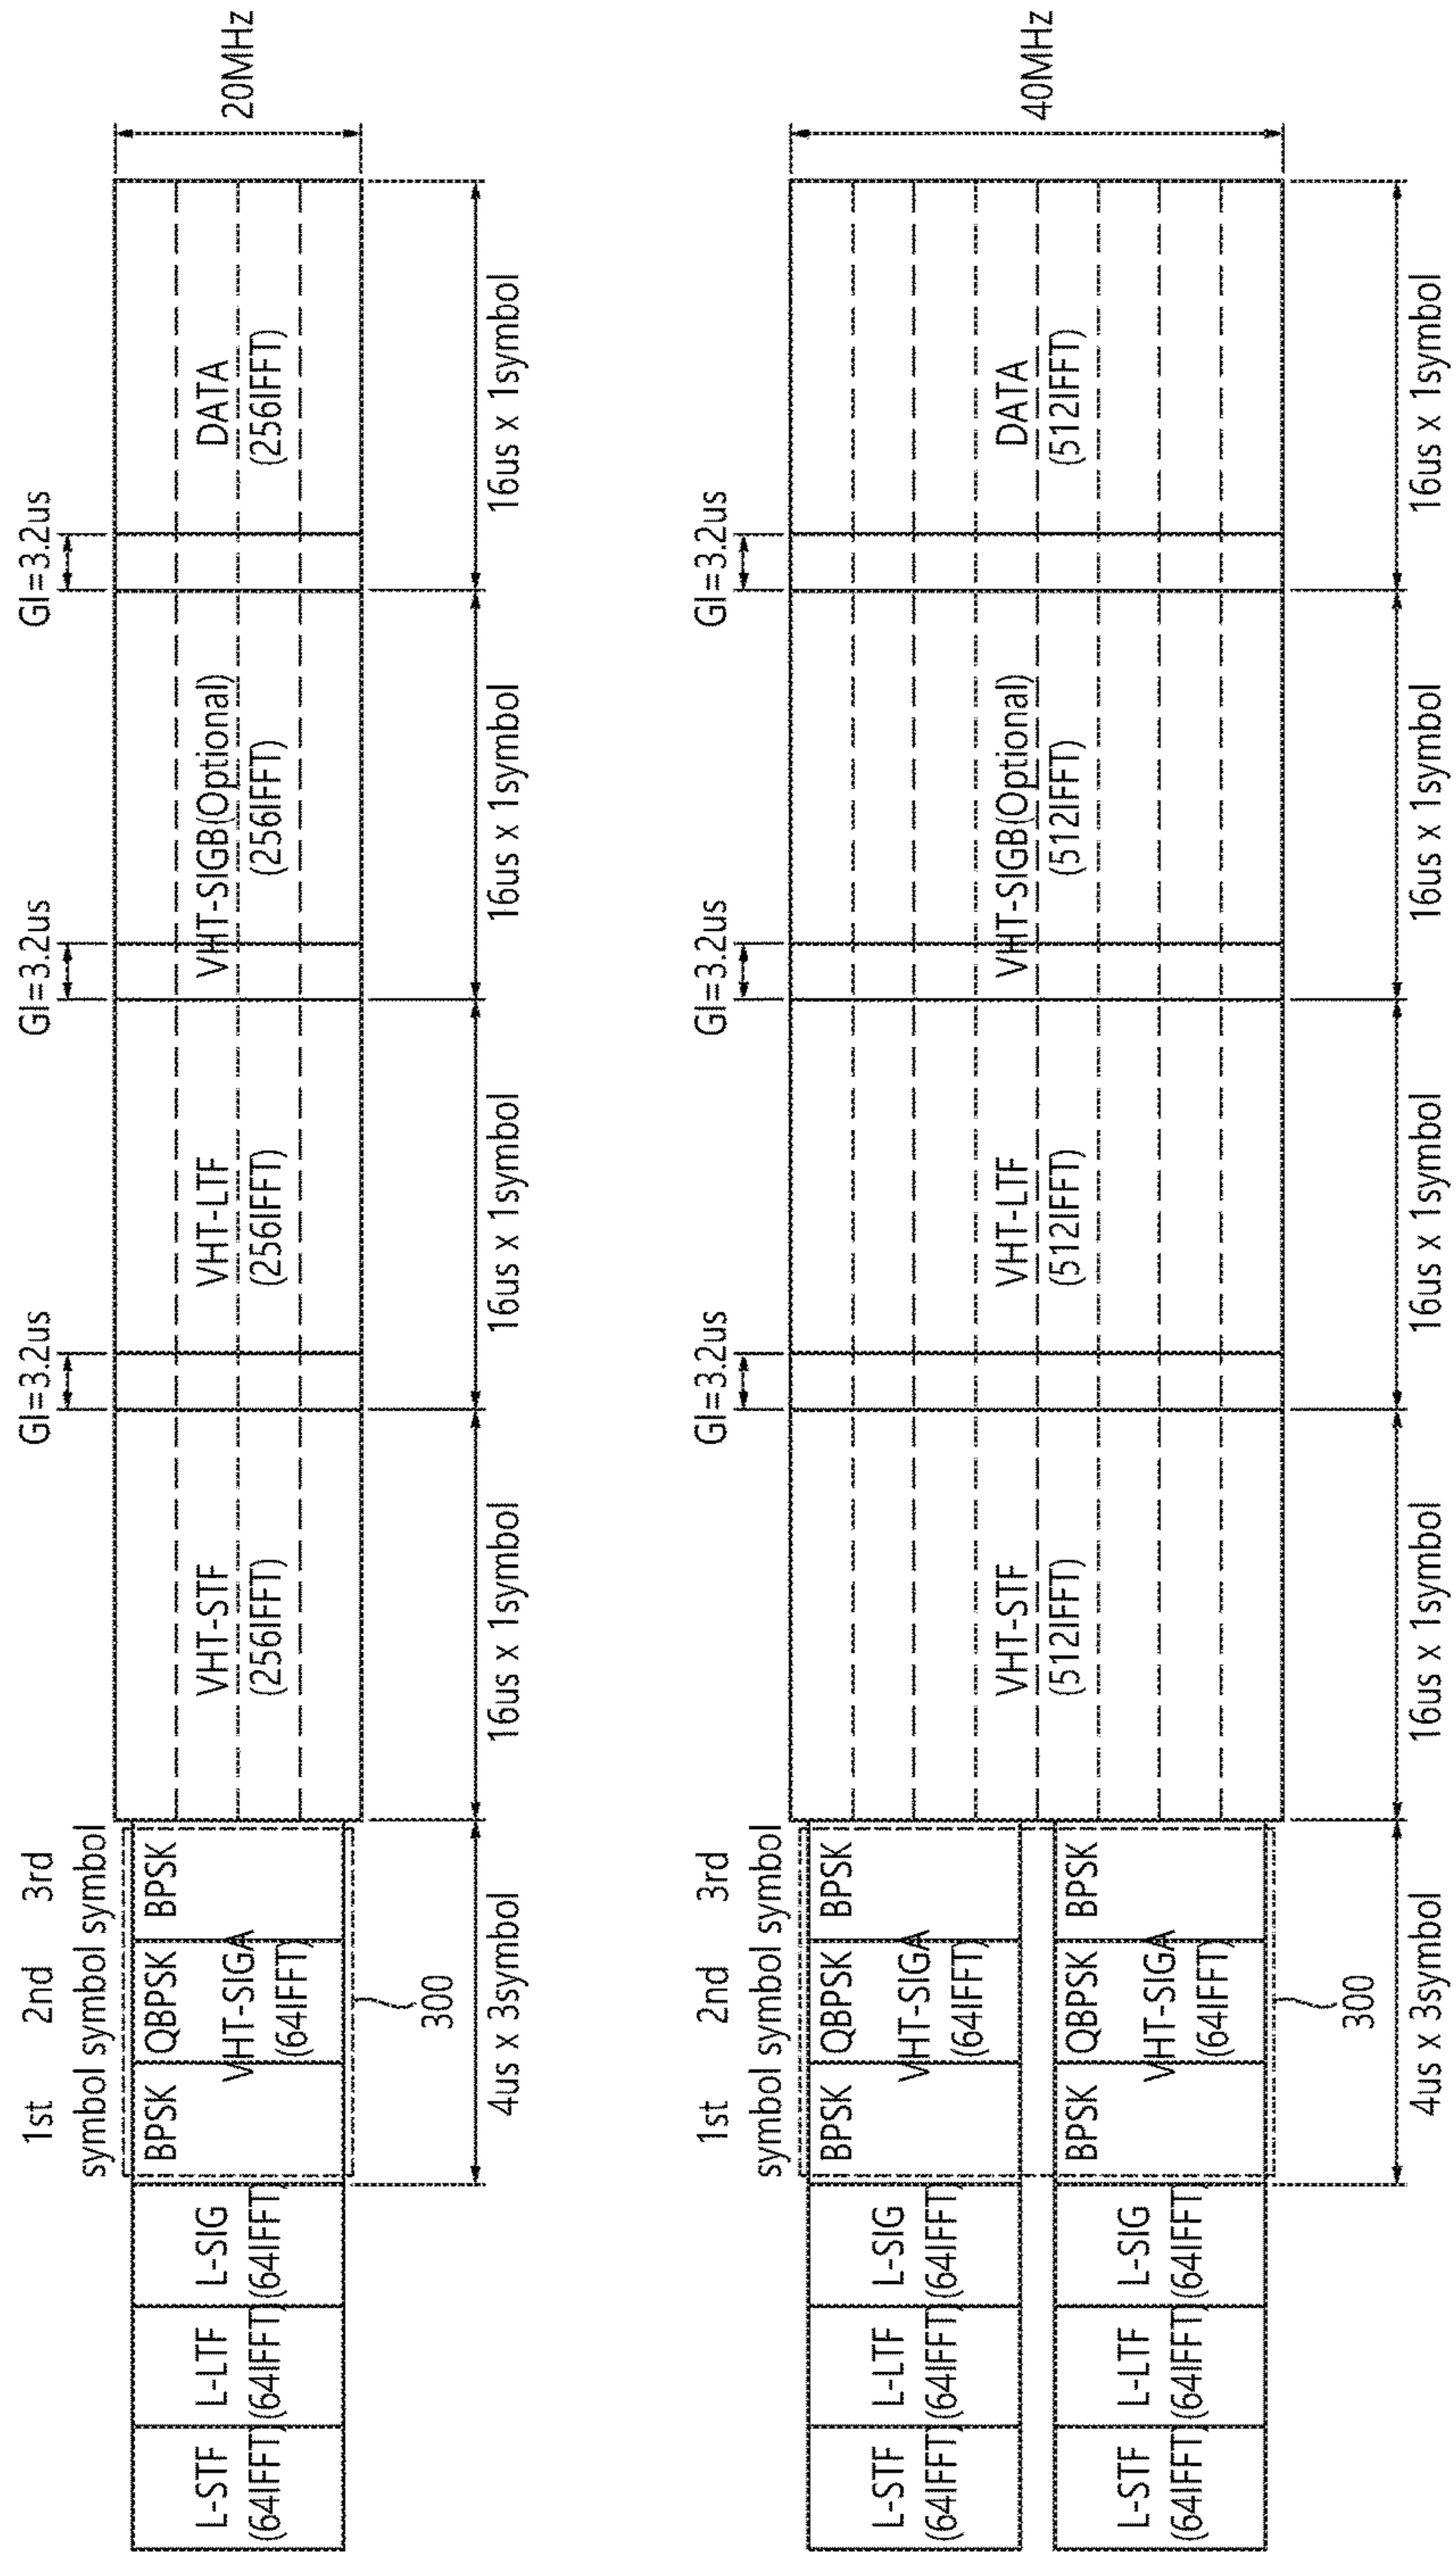 1st 2nd 3rd
symbol symbol symbol
GI=3.2us GI=3.2us GI=3.2us
L-STF
(64IFFT)
L-LTF
(64IFFT)
L-SIG
(64IFFT)
BPSK QBPSK BPSK
VHT-SIGA
(64IFFT)
VHT-STF
(256IFFT)
VHT-LTF
(256IFFT)
VHT-SIGB(Optional)
(256IFFT)
DATA
(256IFFT)
20MHz
300
4us x 3symbol
16us x 1symbol
16us x 1symbol
16us x 1symbol
16us x 1symbol
1st 2nd 3rd
symbol symbol symbol
GI=3.2us GI=3.2us GI=3.2us
L-STF
(64IFFT)
L-LTF
(64IFFT)
L-SIG
(64IFFT)
BPSK QBPSK BPSK
VHT-SIGA
(64IFFT)
L-STF
(64IFFT)
L-LTF
(64IFFT)
L-SIG
(64IFFT)
BPSK QBPSK BPSK
VHT-SIGA
(64IFFT)
VHT-STF
(512IFFT)
VHT-LTF
(512IFFT)
VHT-SIGB(Optional)
(512IFFT)
DATA
(512IFFT)
40MHz
300
4us x 3symbol
16us x 1symbol
16us x 1symbol
16us x 1symbol
16us x 1symbol